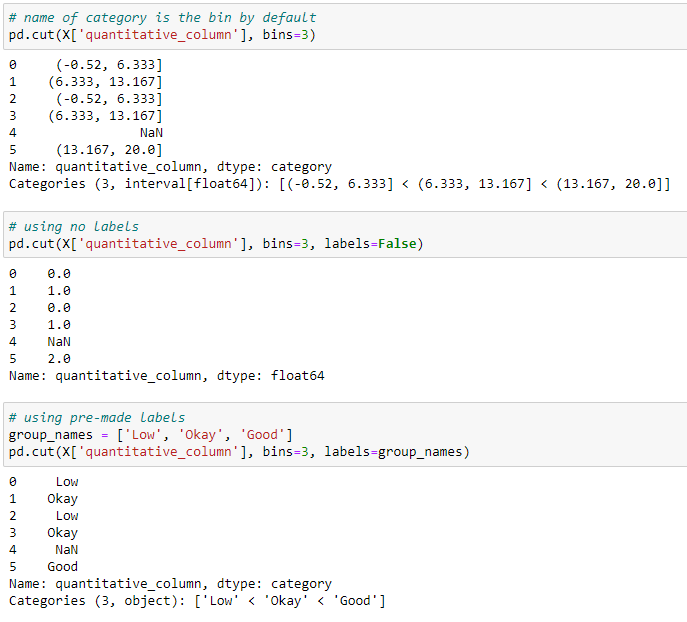 # name of category is the bin by default
pd.cut(X['quantitative_column'], bins=3)
0     (-0.52, 6.333]
1    (6.333, 13.167]
2     (-0.52, 6.333]
3    (6.333, 13.167]
4                NaN
5     (13.167, 20.0]
Name: quantitative_column, dtype: category
Categories (3, interval[float64]): [(-0.52, 6.333] < (6.333, 13.167] < (13.167, 20.0]]
# using no labels
pd.cut(X['quantitative_column'], bins=3, labels=False)
0    0.0
1    1.0
2    0.0
3    1.0
4    NaN
5    2.0
Name: quantitative_column, dtype: float64
# using pre-made labels
group_names = ['Low', 'Okay', 'Good']
pd.cut(X['quantitative_column'], bins=3, labels=group_names)
0     Low
1    Okay
2     Low
3    Okay
4     NaN
5    Good
Name: quantitative_column, dtype: category
Categories (3, object): ['Low' < 'Okay' < 'Good']